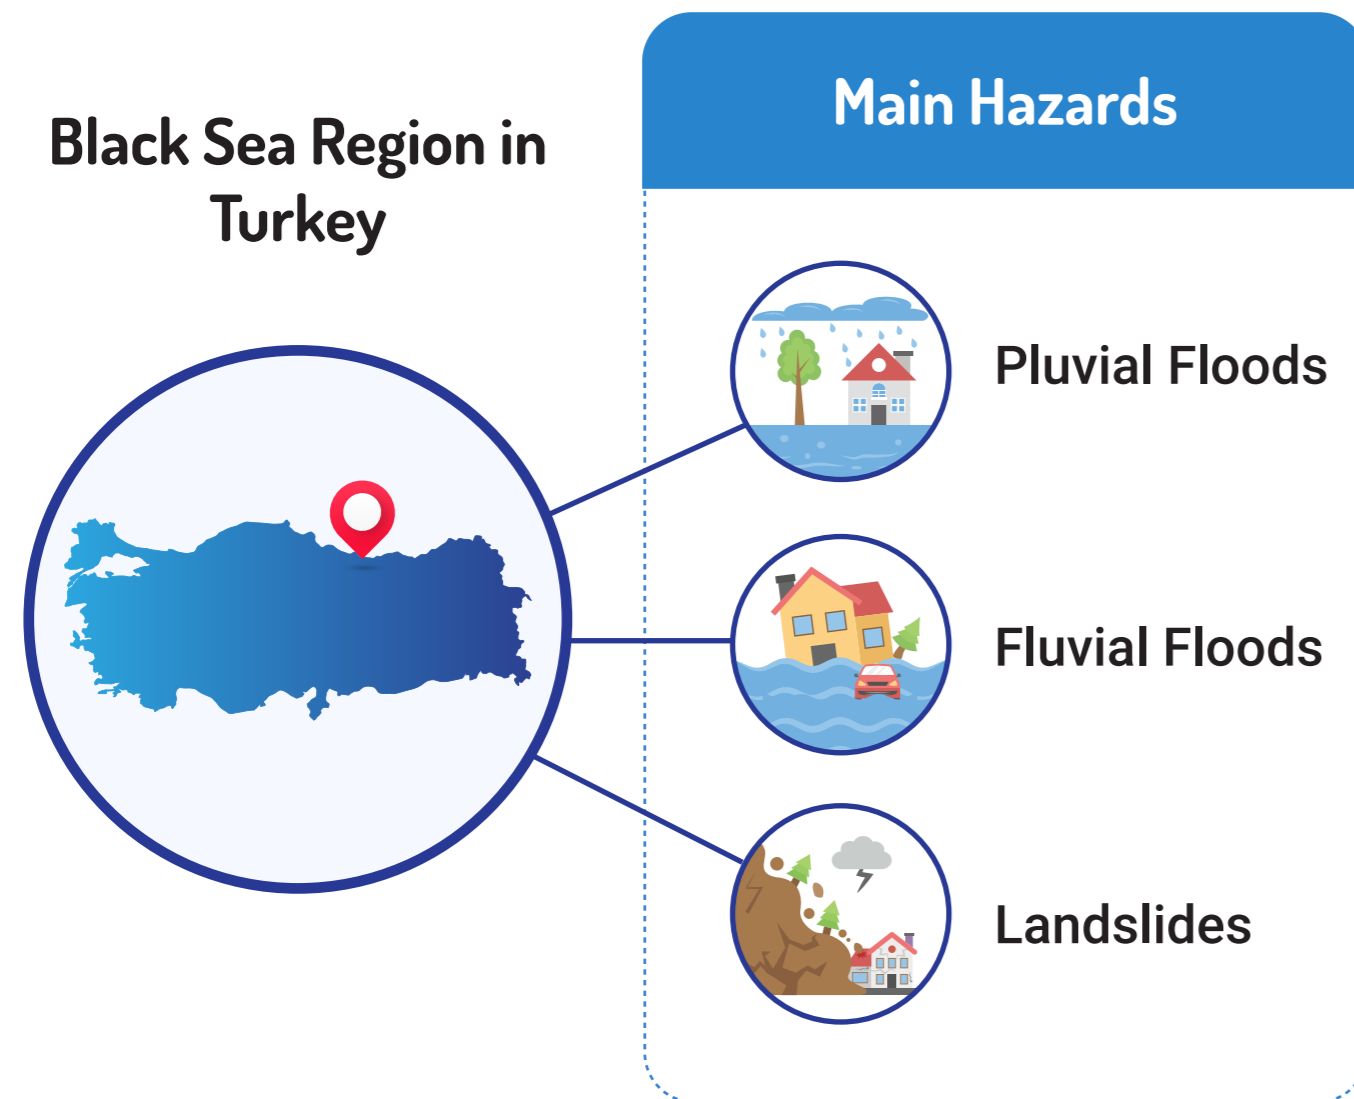 Black Sea Region in
Turkey
Main Hazards
Pluvial Floods
Fluvial Floods
Landslides